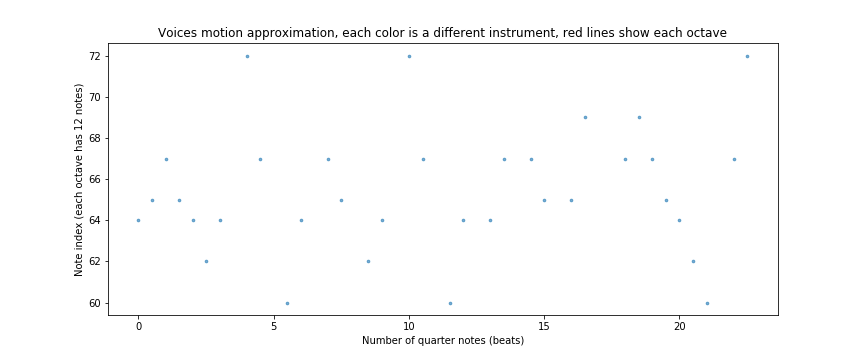 Voices motion approximation, each color is a different instrument, red lines show each octave
Note index (each octave has 12 notes)
72
70
68
66
64
62
60
0 5 10 15 20
Number of quarter notes (beats)